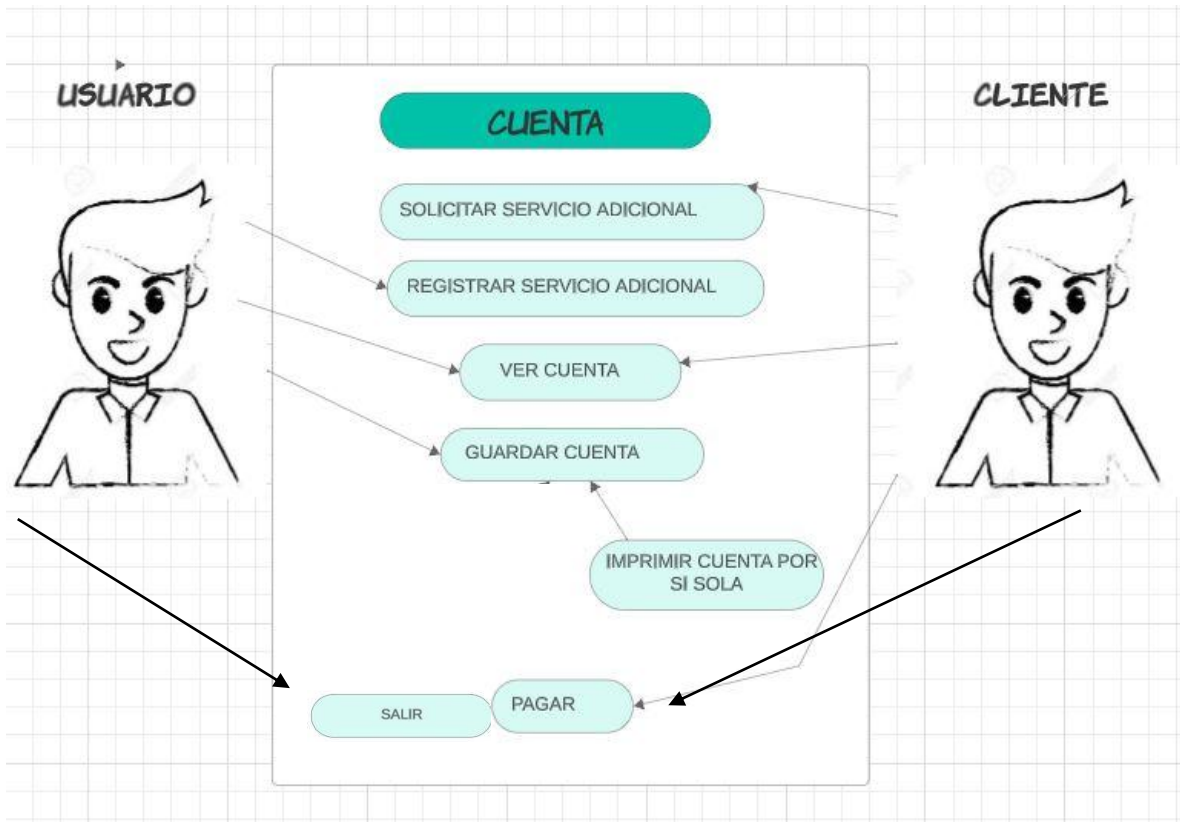 USUARIO
CLIENTE
CUENTA
SOLICITAR SERVICIO ADICIONAL
REGISTRAR SERVICIO ADICIONAL
VER CUENTA
GUARDAR CUENTA
IMPRIMIR CUENTA POR
SI SOLA
PAGAR
SALIR